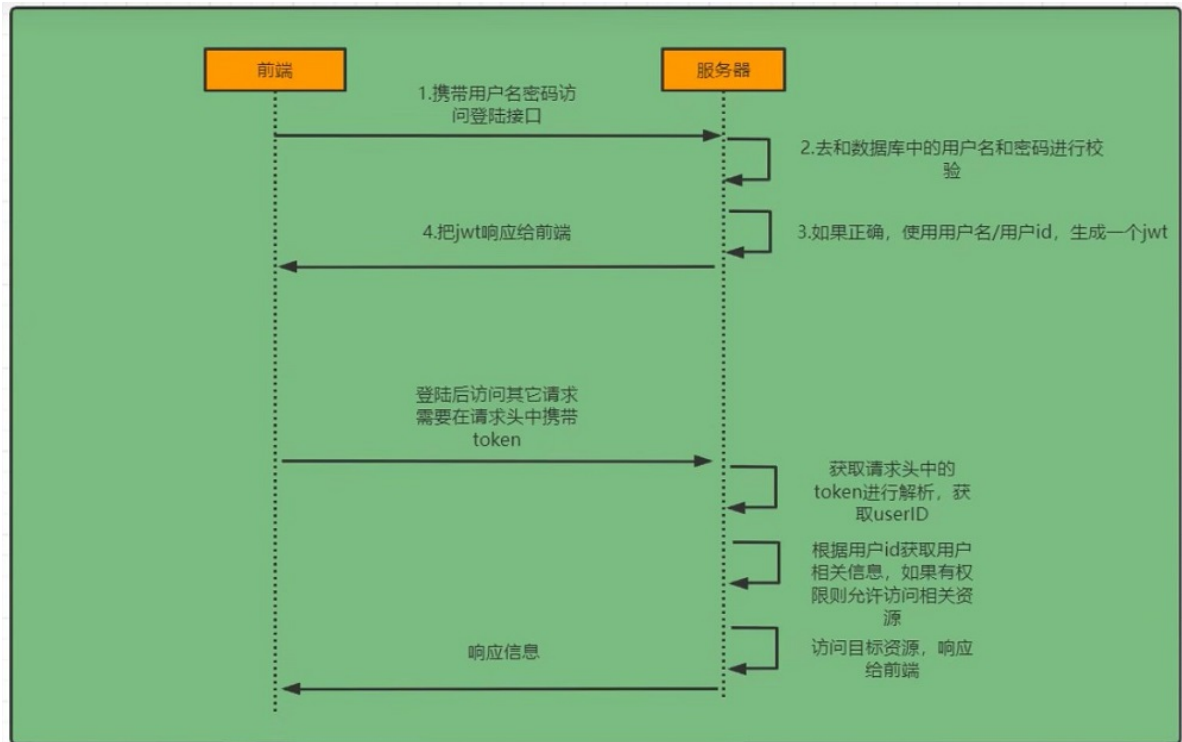 前端
服务器
1.携带用户名密码访
问登陆接口
2.去和数据库中的用户名和密码进行校
验
3.如果正确，使用用户名/用户id，生成一个jwt
4.把jwt响应给前端
登陆后访问其它请求
需要在请求头中携带
token
获取请求头中的
token进行解析，获
取userID
根据用户id获取用户
相关信息，如果有权
限则允许访问相关资
源
访问目标资源，响应
给前端
响应信息